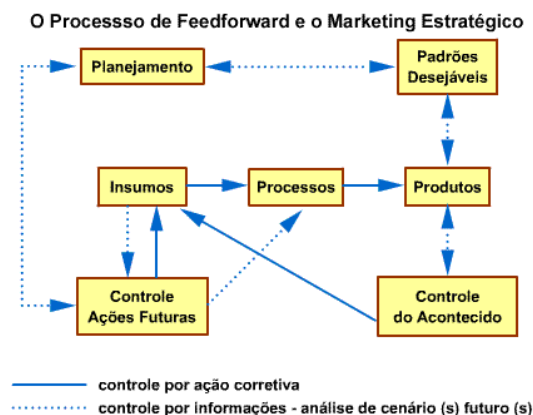 O Processso de Feedforward e o Marketing Estratégico
Planejamento
Padrões
Desejáveis
Insumos
Processos
Produtos
Controle
Ações Futuras
Controle
do Acontecido
controle por ação corretiva
controle por informações - análise de cenário (s) futuro (s)